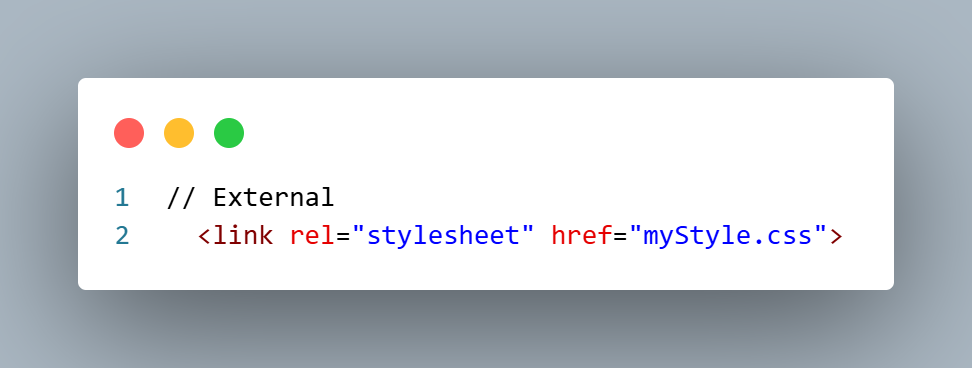 1 // External
2 <link rel="stylesheet" href="myStyle.css">